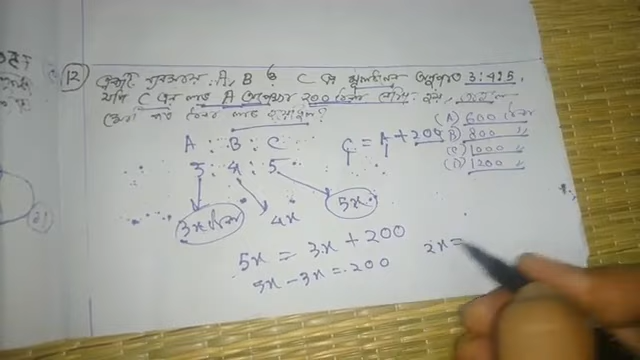 12) একটি ব্যবসায় A, B ও C এর মূলধনের অনুপাত 3:4:5,
যদি C এর লাভ A অপেক্ষা 200 টাকা বেশি হয়,
মোট কত টাকা লাভ হয়েছিল?
(A) 600 টাকা
(B) 800 "
(C) 1000 "
(D) 1200 "
A : B : C
3 : 4 : 5
C = A + 200
3x টাকা 4x 5x
5x = 3x + 200
5x - 3x = 200
2x =